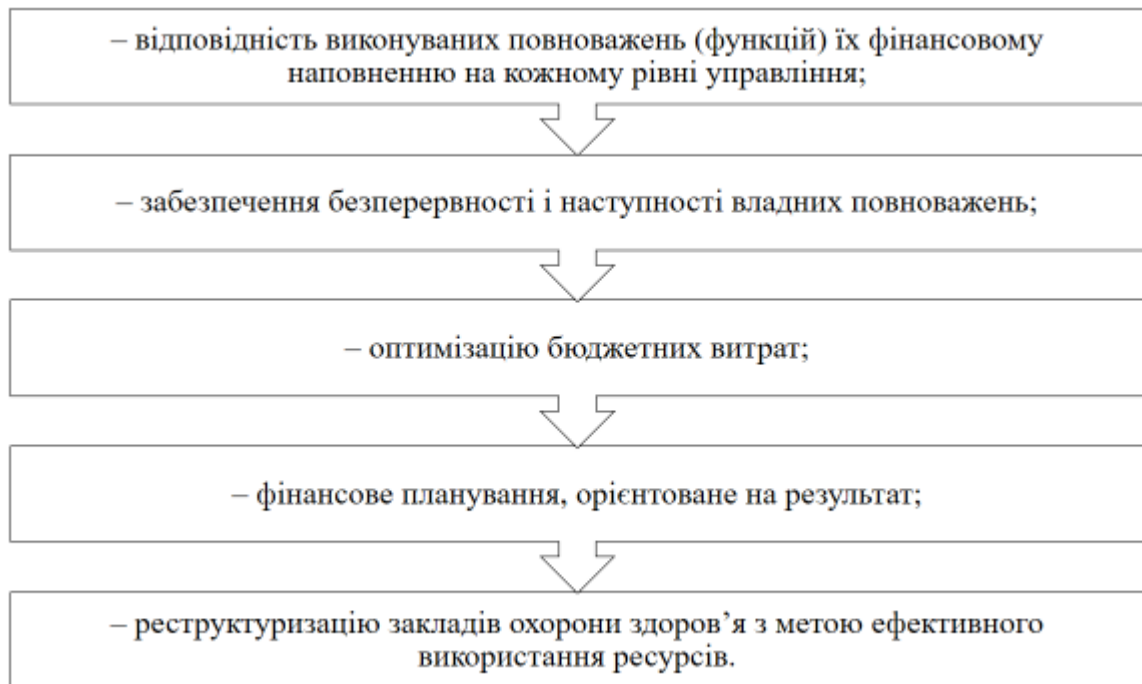 – відповідність виконуваних повноважень (функцій) їх фінансовому
наповненню на кожному рівні управління;
– забезпечення безперервності і наступності владних повноважень;
– оптимізацію бюджетних витрат;
– фінансове планування, орієнтоване на результат;
– реструктуризацію закладів охорони здоров’я з метою ефективного
використання ресурсів.